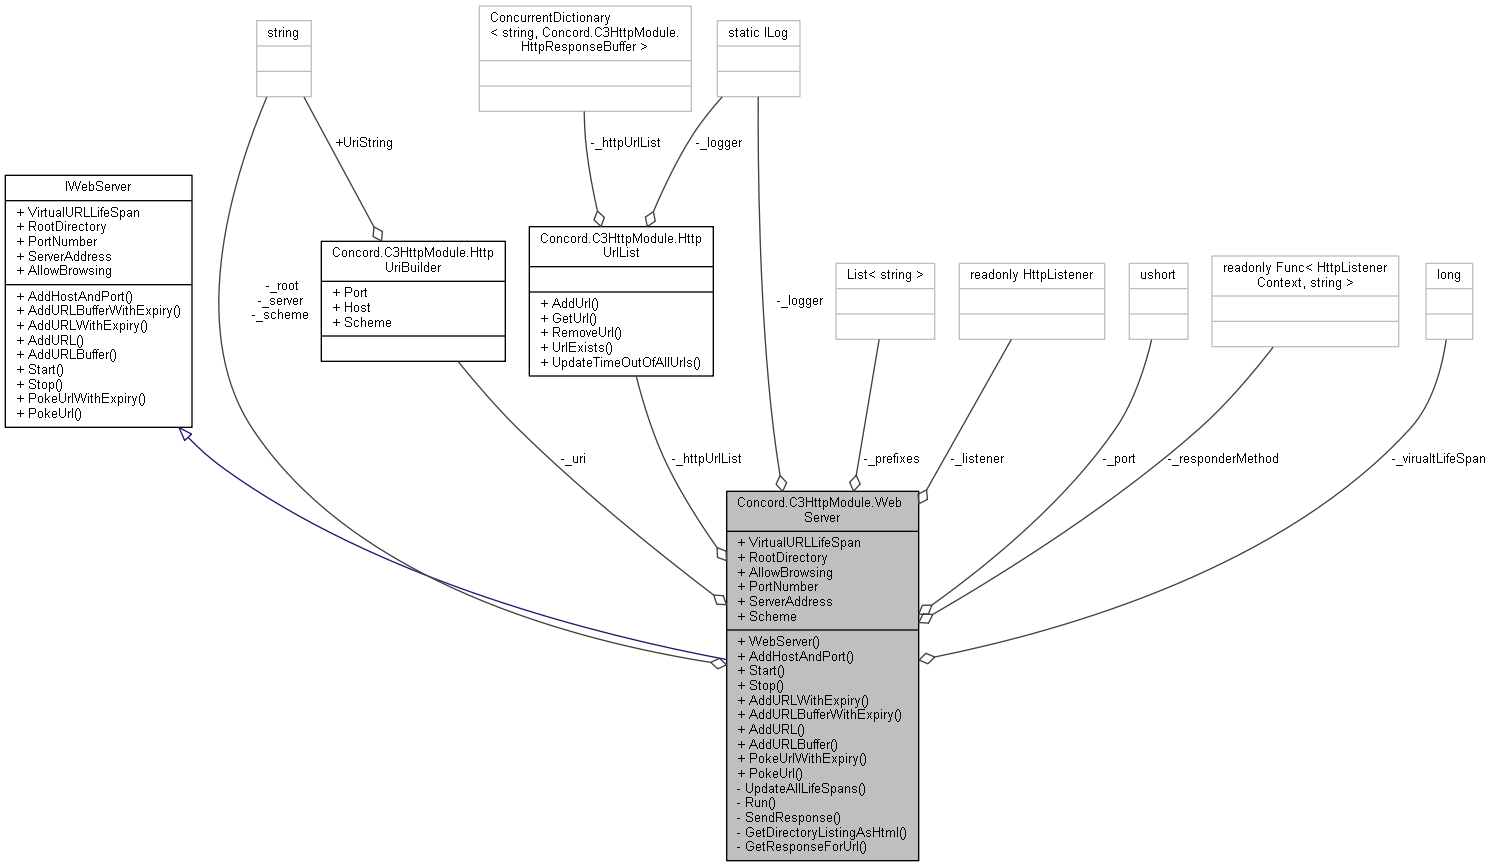 string
ConcurrentDictionary
< string, Concord.C3HttpModule.
HttpResponseBuffer >
static ILog
+UriString
-_httpUrlList
-_logger
IWebServer
+ VirtualURLLifeSpan
+ RootDirectory
+ PortNumber
+ ServerAddress
+ AllowBrowsing
+ AddHostAndPort()
+ AddURLBufferWithExpiry()
+ AddURLWithExpiry()
+ AddURL()
+ AddURLBuffer()
+ Start()
+ Stop()
+ PokeUrlWithExpiry()
+ PokeUrl()
-_root
-_server
-_scheme
Concord.C3HttpModule.Http
UriBuilder
+ Port
+ Host
+ Scheme
Concord.C3HttpModule.Http
UrlList
+ AddUrl()
+ GetUrl()
+ RemoveUrl()
+ UrlExists()
+ UpdateTimeOutOfAllUrls()
-_logger
List< string >
readonly HttpListener
ushort
readonly Func< HttpListener
Context, string >
long
-_uri
-_httpUrlList
-_prefixes
-_listener
-_port
-_responderMethod
-_virualtLifeSpan
Concord.C3HttpModule.Web
Server
+ VirtualURLLifeSpan
+ RootDirectory
+ AllowBrowsing
+ PortNumber
+ ServerAddress
+ Scheme
+ WebServer()
+ AddHostAndPort()
+ Start()
+ Stop()
+ AddURLWithExpiry()
+ AddURLBufferWithExpiry()
+ AddURL()
+ AddURLBuffer()
+ PokeUrlWithExpiry()
+ PokeUrl()
- UpdateAllLifeSpans()
- Run()
- SendResponse()
- GetDirectoryListingAsHtml()
- GetResponseForUrl()